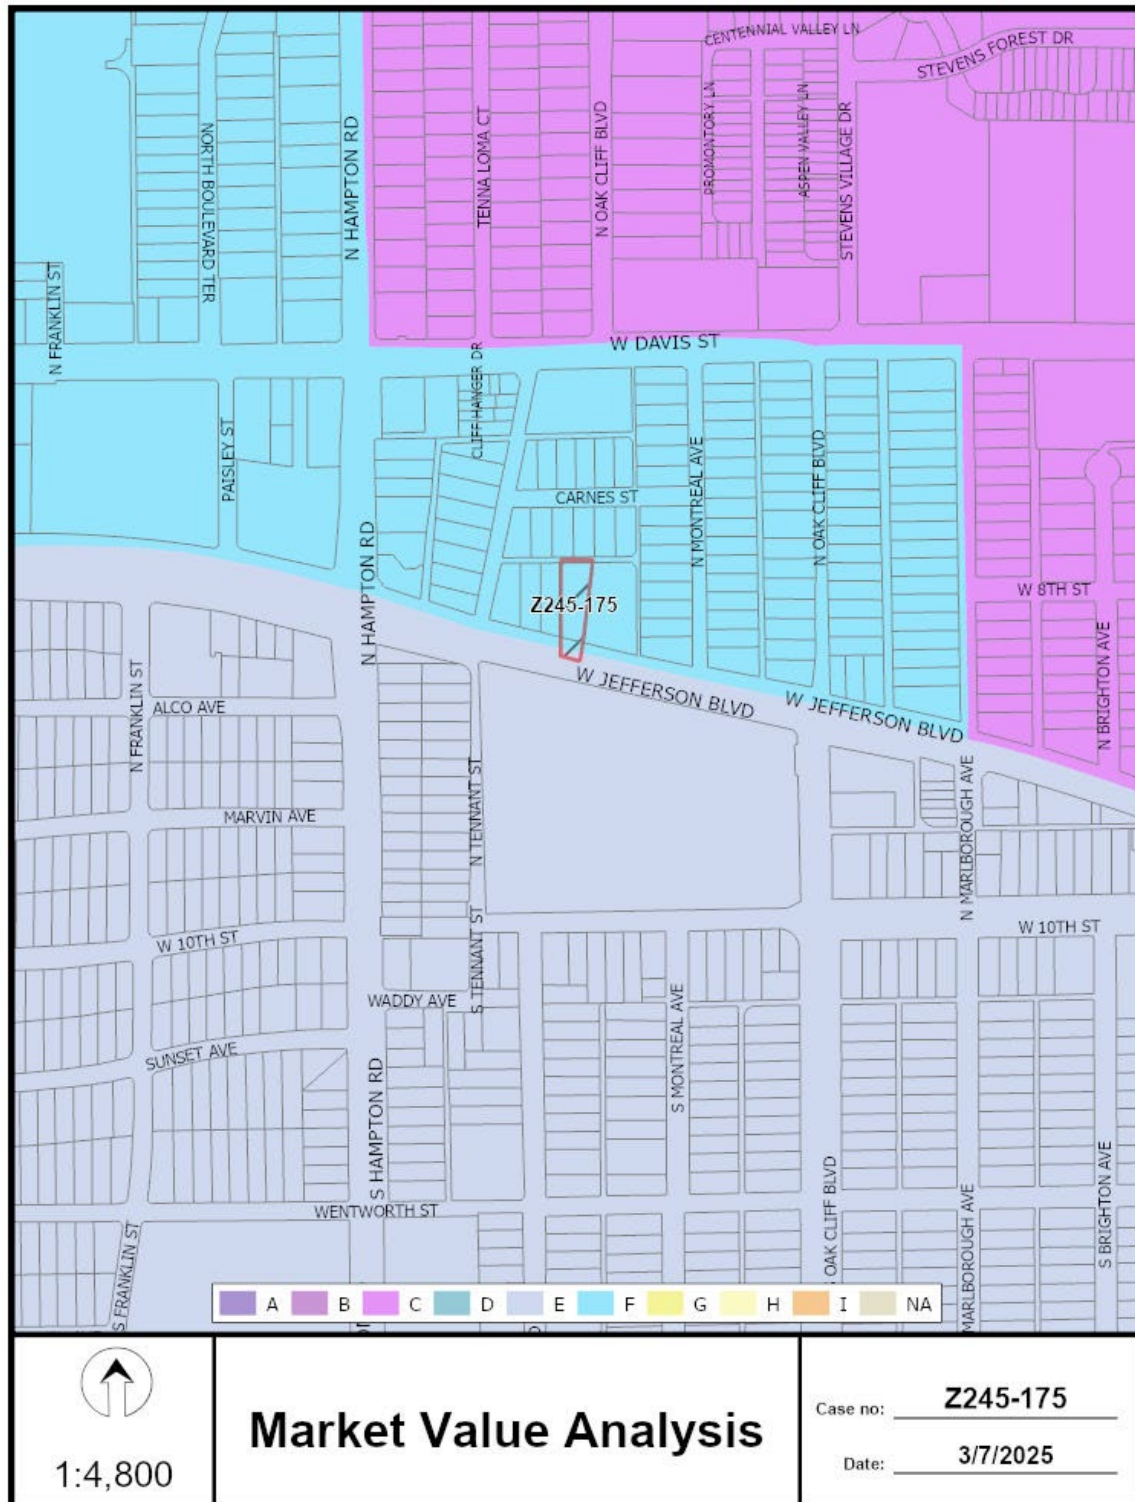 CENTENNIAL VALLEY LN
STEVENS FOREST DR
NORTH BOULEVARD TER
N HAMPTON RD
TENNA LOMA CT
N OAK CLIFF BLVD
PROMONTORY LN
ASPEN VALLEY LN
STEVENS VILLAGE DR
N FRANKLIN ST
W DAVIS ST
CLIFF HANGER DR
PAISLEY ST
CARNES ST
N MONTREAL AVE
N OAK CLIFF BLVD
N HAMPTON RD
W 8TH ST
Z245-175
N BRIGHTON AVE
W JEFFERSON BLVD
W JEFFERSON BLVD
N FRANKLIN ST
ALCO AVE
MARVIN AVE
N TENNANT ST
N MARLBOROUGH AVE
W 10TH ST
W 10TH ST
S TENNANT ST
WADDY AVE
SUNSET AVE
S MONTREAL AVE
S HAMPTON RD
WENTWORTH ST
S FRANKLIN ST
OAK CLIFF BLVD
MARLBOROUGH AVE
S BRIGHTON AVE
A B C D E F G H I NA
1:4,800
Market Value Analysis
Case no: Z245-175
Date: 3/7/2025